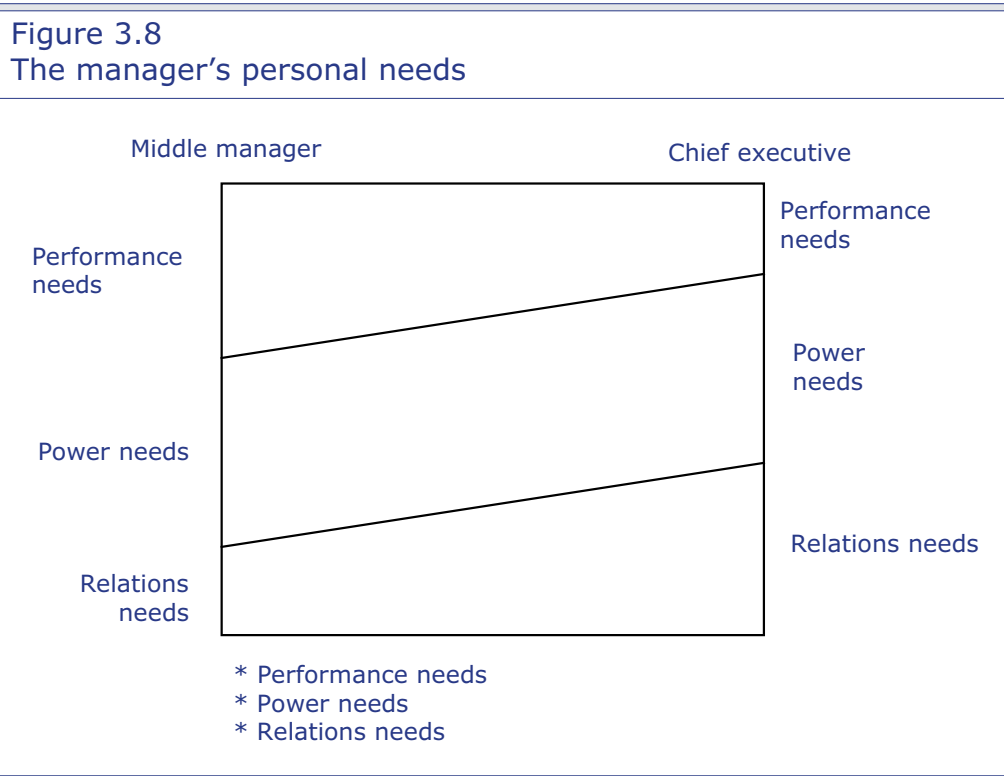 Figure 3.8
The manager’s personal needs
Middle manager
Chief executive
Performance
needs
Performance
needs
Power
needs
Power needs
Relations needs
Relations
needs
* Performance needs
* Power needs
* Relations needs